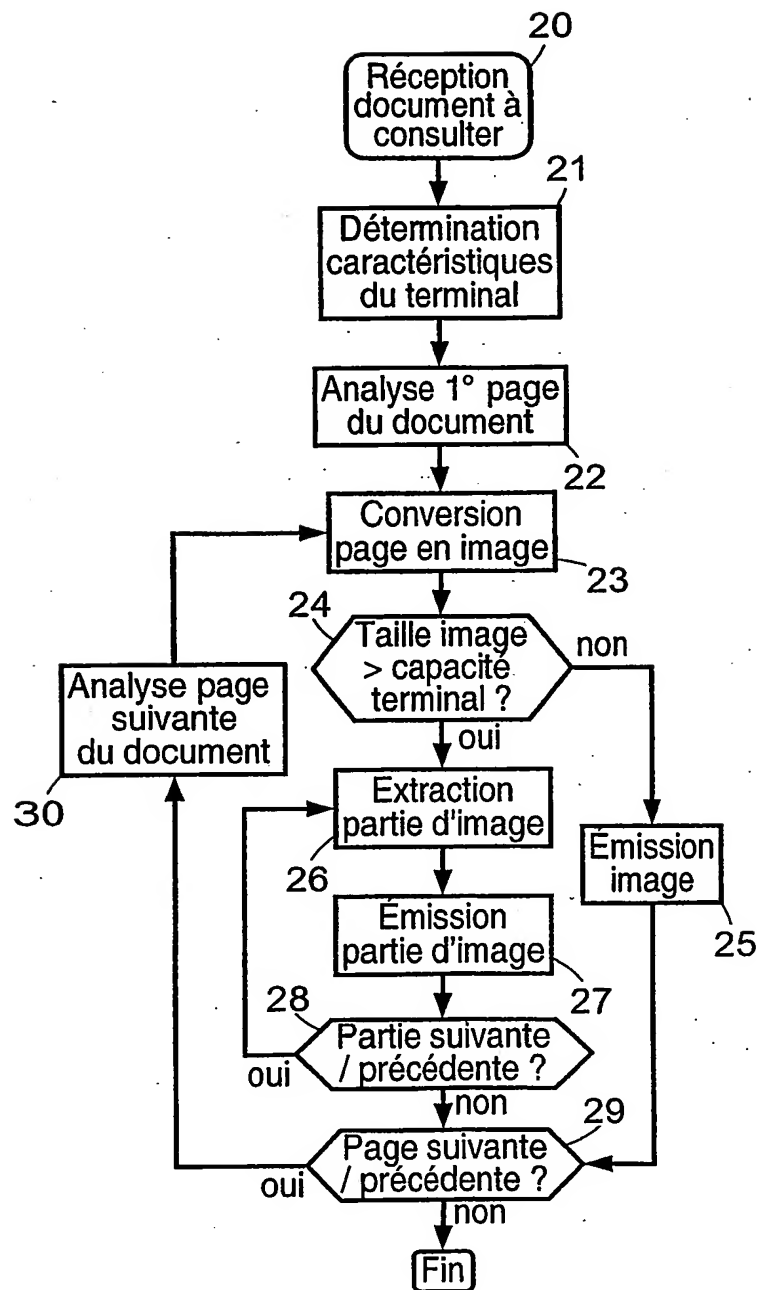 20
Réception
document à
consulter
21
Détermination
caractéristiques
du terminal
Analyse 1° page
du document
22
Conversion
page en image
23
24
Taille image
> capacité
terminal ?
non
oui
Analyse page
suivante
du document
30
Extraction
partie d'image
26
Émission
image
25
Émission
partie d'image
27
28
Partie suivante
/ précédente ?
oui
non
29
Page suivante
/ précédente ?
oui
non
Fin